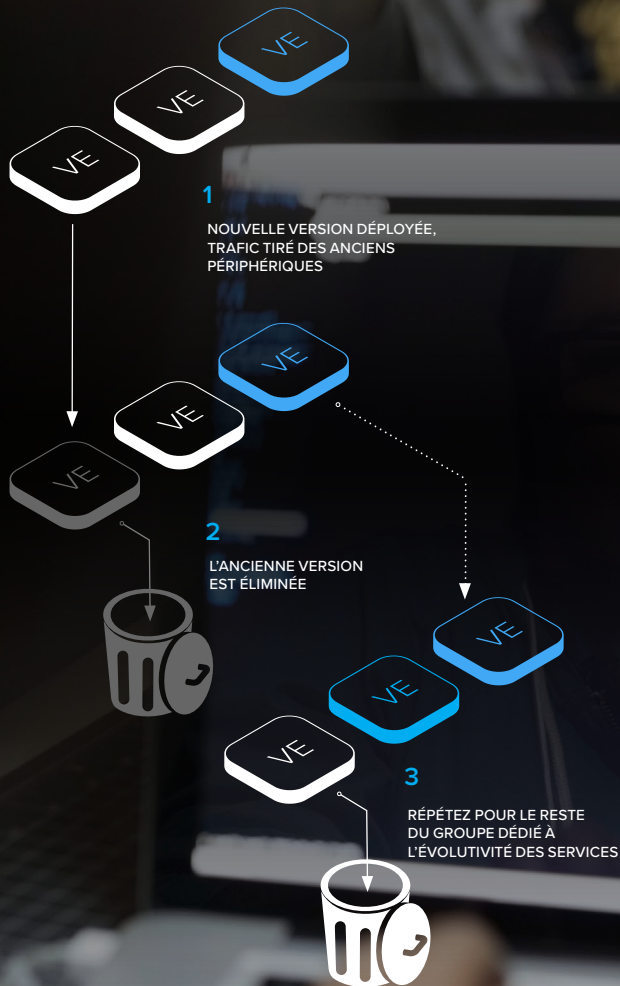 VE
VE
VE
1
NOUVELLE VERSION DÉPLOYÉE,
TRAFIC TIRÉ DES ANCIENS
PÉRIPHÉRIQUES
VE
VE
VE
2
L'ANCIENNE VERSION
EST ÉLIMINÉE
VE
VE
VE
3
RÉPÉTEZ POUR LE RESTE
DU GROUPE DÉDIÉ À
L'ÉVOLUTIVITÉ DES SERVICES